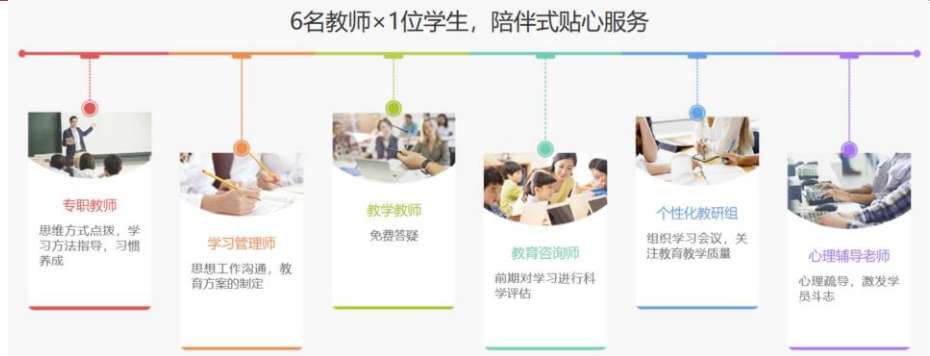 6名教师×1位学生，陪伴式贴心服务
专职教师
思维方式点拨，学
习方法指导，习惯
养成
学习管理师
思想工作沟通，教
育方案的制定
教学教师
免费答疑
教育咨询师
前期对学习进行科
学评估
个性化教研组
组织学习会议，关
注教育教学质量
心理辅导老师
心理疏导，激发学
员斗志